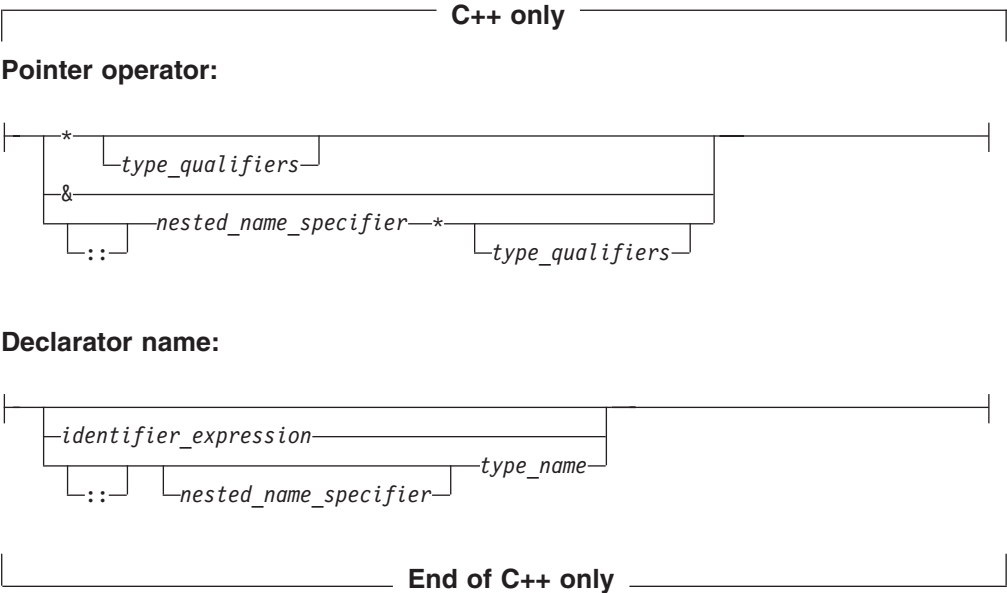 C++ only
Pointer operator:
*
type_qualifiers
&
nested_name_specifier *
:: type_qualifiers
Declarator name:
identifier_expression
type_name
:: nested_name_specifier
End of C++ only